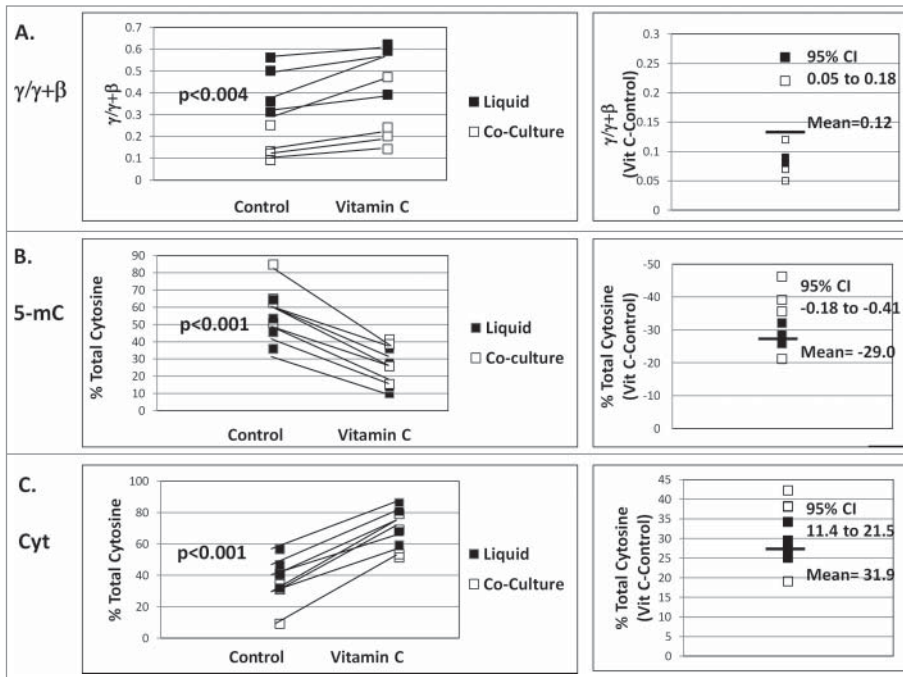 A.
γ/γ+β
γ/γ+β
0.7
0.6
0.5
0.4
0.3
0.2
0.1
0
p<0.004
Control Vitamin C
Liquid
Co-Culture
γ/γ+β
(Vit C-Control)
0.3
0.25
0.2
0.15
0.1
0.05
0
95% CI
0.05 to 0.18
Mean=0.12
B.
5-mC
% Total Cytosine
90
80
70
60
50
40
30
20
10
0
p<0.001
Control Vitamin C
Liquid
Co-culture
% Total Cytosine
(Vit C-Control)
-50
-40
-30
-20
-10
0
95% CI
-0.18 to -0.41
Mean= -29.0
C.
Cyt
% Total Cytosine
100
80
60
40
20
0
p<0.001
Control Vitamin C
Liquid
Co-Culture
% Total Cytosine
(Vit C-Control)
45
40
35
30
25
20
15
10
5
0
95% CI
11.4 to 21.5
Mean= 31.9